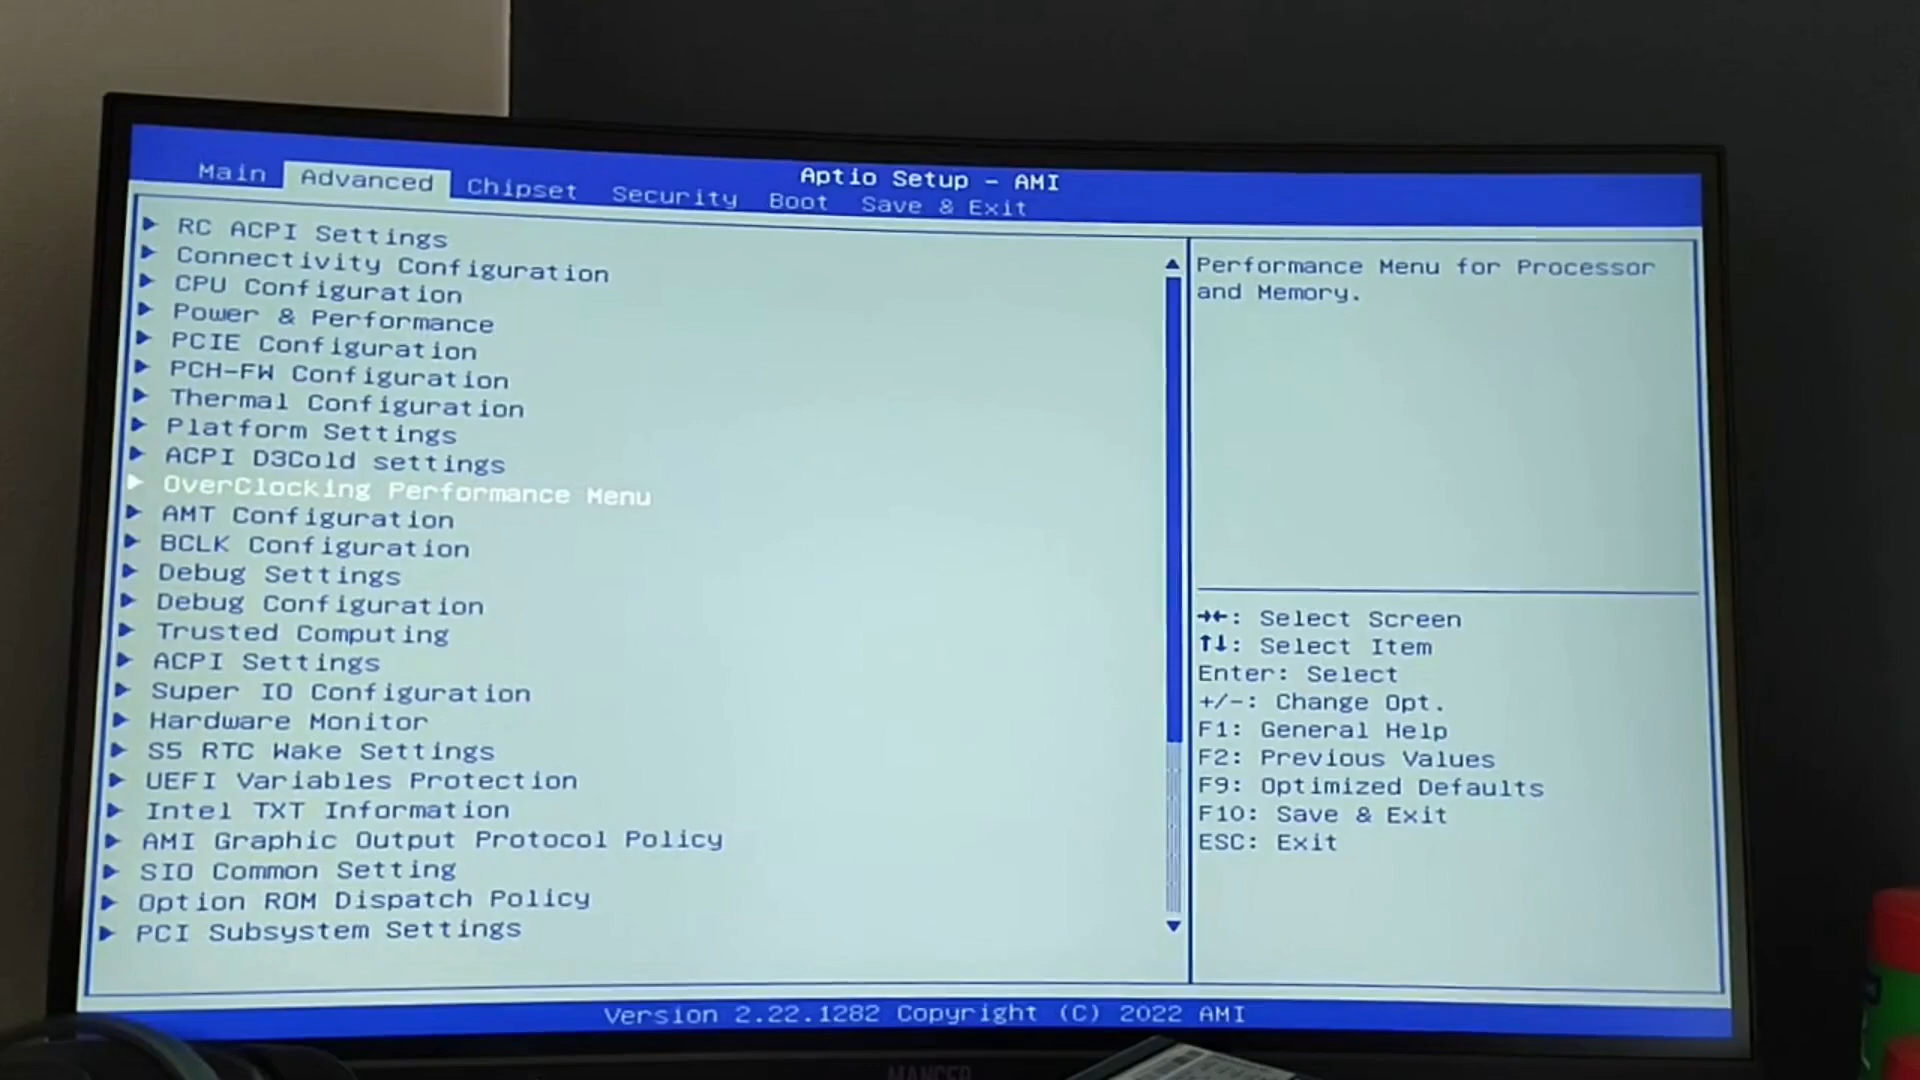 Aptio Setup - AMI
Main Advanced Chipset Security Boot Save & Exit
RC ACPI Settings
Connectivity Configuration
CPU Configuration
Power & Performance
PCIE Configuration
PCH-FW Configuration
Thermal Configuration
Platform Settings
ACPI D3Cold settings
OverClocking Performance Menu
AMT Configuration
BCLK Configuration
Debug Settings
Debug Configuration
Trusted Computing
ACPI Settings
Super IO Configuration
Hardware Monitor
S5 RTC Wake Settings
UEFI Variables Protection
Intel TXT Information
AMI Graphic Output Protocol Policy
SIO Common Setting
Option ROM Dispatch Policy
PCI Subsystem Settings
Performance Menu for Processor
and Memory.
→←: Select Screen
↑↓: Select Item
Enter: Select
+/-: Change Opt.
F1: General Help
F2: Previous Values
F9: Optimized Defaults
F10: Save & Exit
ESC: Exit
Version 2.22.1282 Copyright (C) 2022 AMI
MANCER